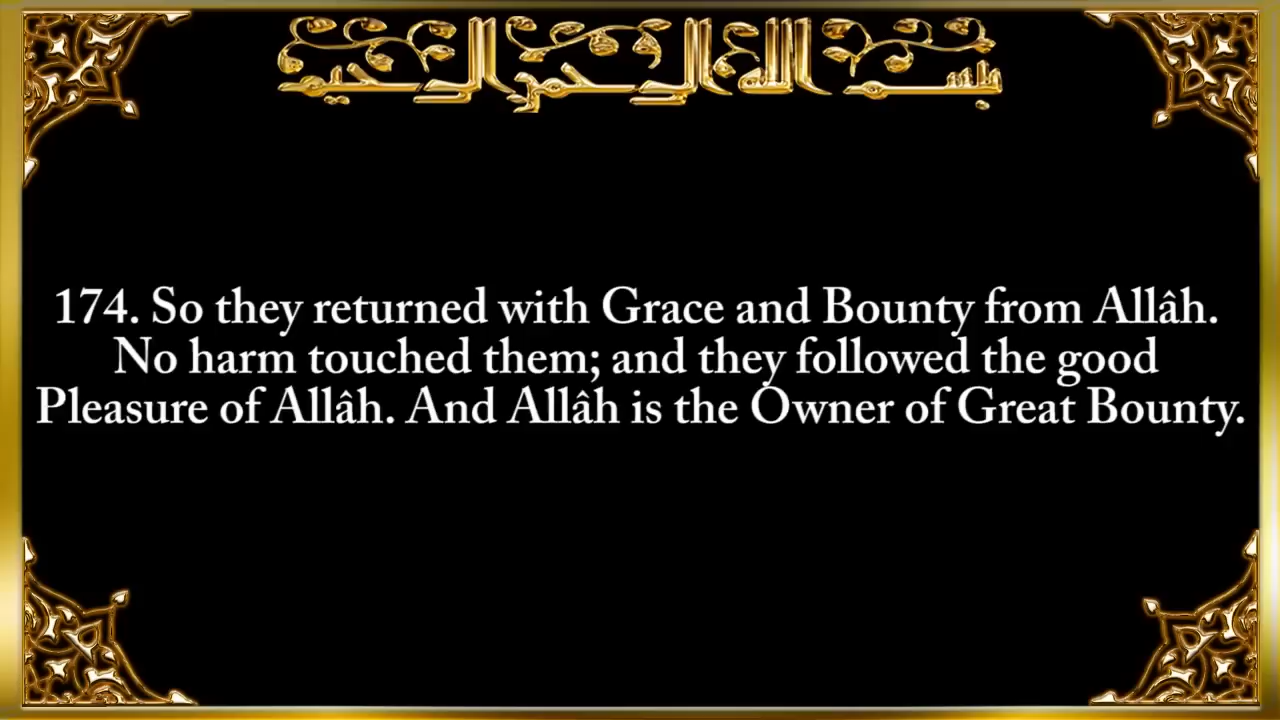 بسم الله الرحمن الرحيم
174. So they returned with Grace and Bounty from Allâh.
No harm touched them; and they followed the good
Pleasure of Allâh. And Allâh is the Owner of Great Bounty.